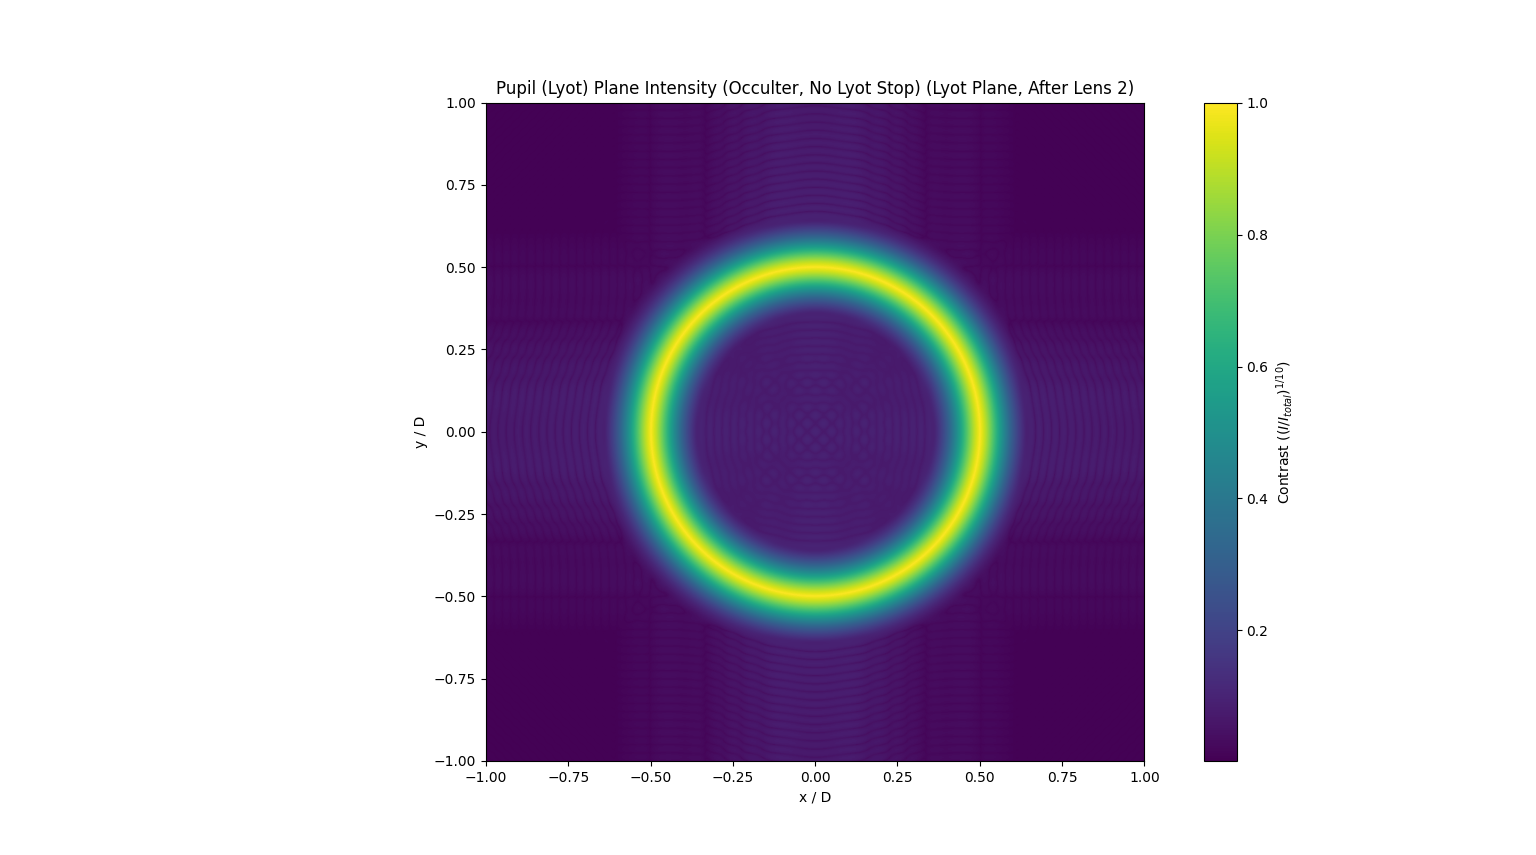 Pupil (Lyot) Plane Intensity (Occulter, No Lyot Stop) (Lyot Plane, After Lens 2)
1.00
0.75
0.50
0.25
0.00
−0.25
−0.50
−0.75
−1.00
y / D
−1.00 −0.75 −0.50 −0.25 0.00 0.25 0.50 0.75 1.00
x / D
1.0
0.8
0.6
0.4
0.2
Contrast ((I/I_{total})^{1/10})